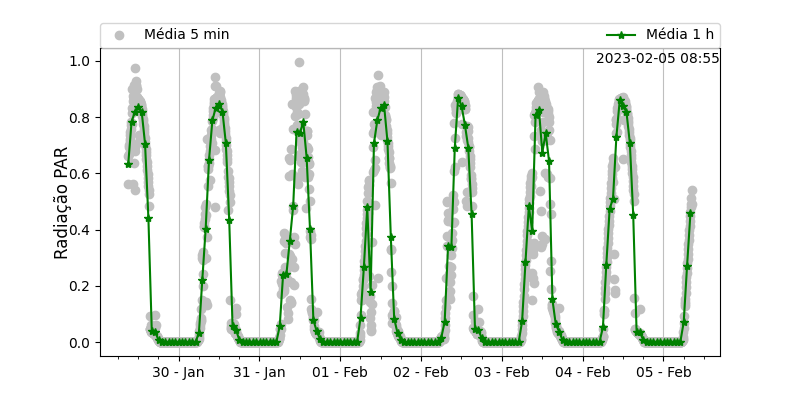 Média 5 min
Média 1 h
2023-02-05 08:55
Radiação PAR
1.0
0.8
0.6
0.4
0.2
0.0
30 - Jan
31 - Jan
01 - Feb
02 - Feb
03 - Feb
04 - Feb
05 - Feb